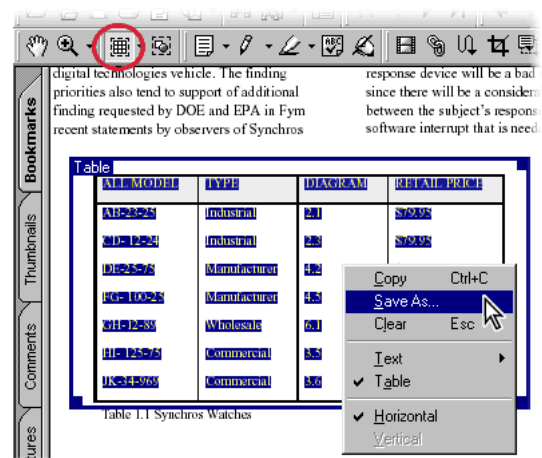 digital technologies vehicle. The finding
priorities also tend to support of additional
finding requested by DOE and EPA in Fym
recent statements by observers of Synchros
response device will be a bad
since there will be a considera
between the subject's respons
software interrupt that is need
Bookmarks
Thumbnails
Comments
tures
Table
ALL MODEL TYPE DIAGRAM RETAIL PRICE
AB-23-25 Industrial 2.1 $79.95
CD- 12-24 Industrial 2.3 $79.95
DE-25-75 Manufacturer 4.2
FG- 100-25 Manufacturer 4.5
GH-12-89 Wholesale 6.1
HI- 125-75 Commercial 3.5
JK-34-969 Commercial 3.6
Table 1.1 Synchros Watches
Copy Ctrl+C
Save As...
Clear Esc
Text
Table
Horizontal
Vertical